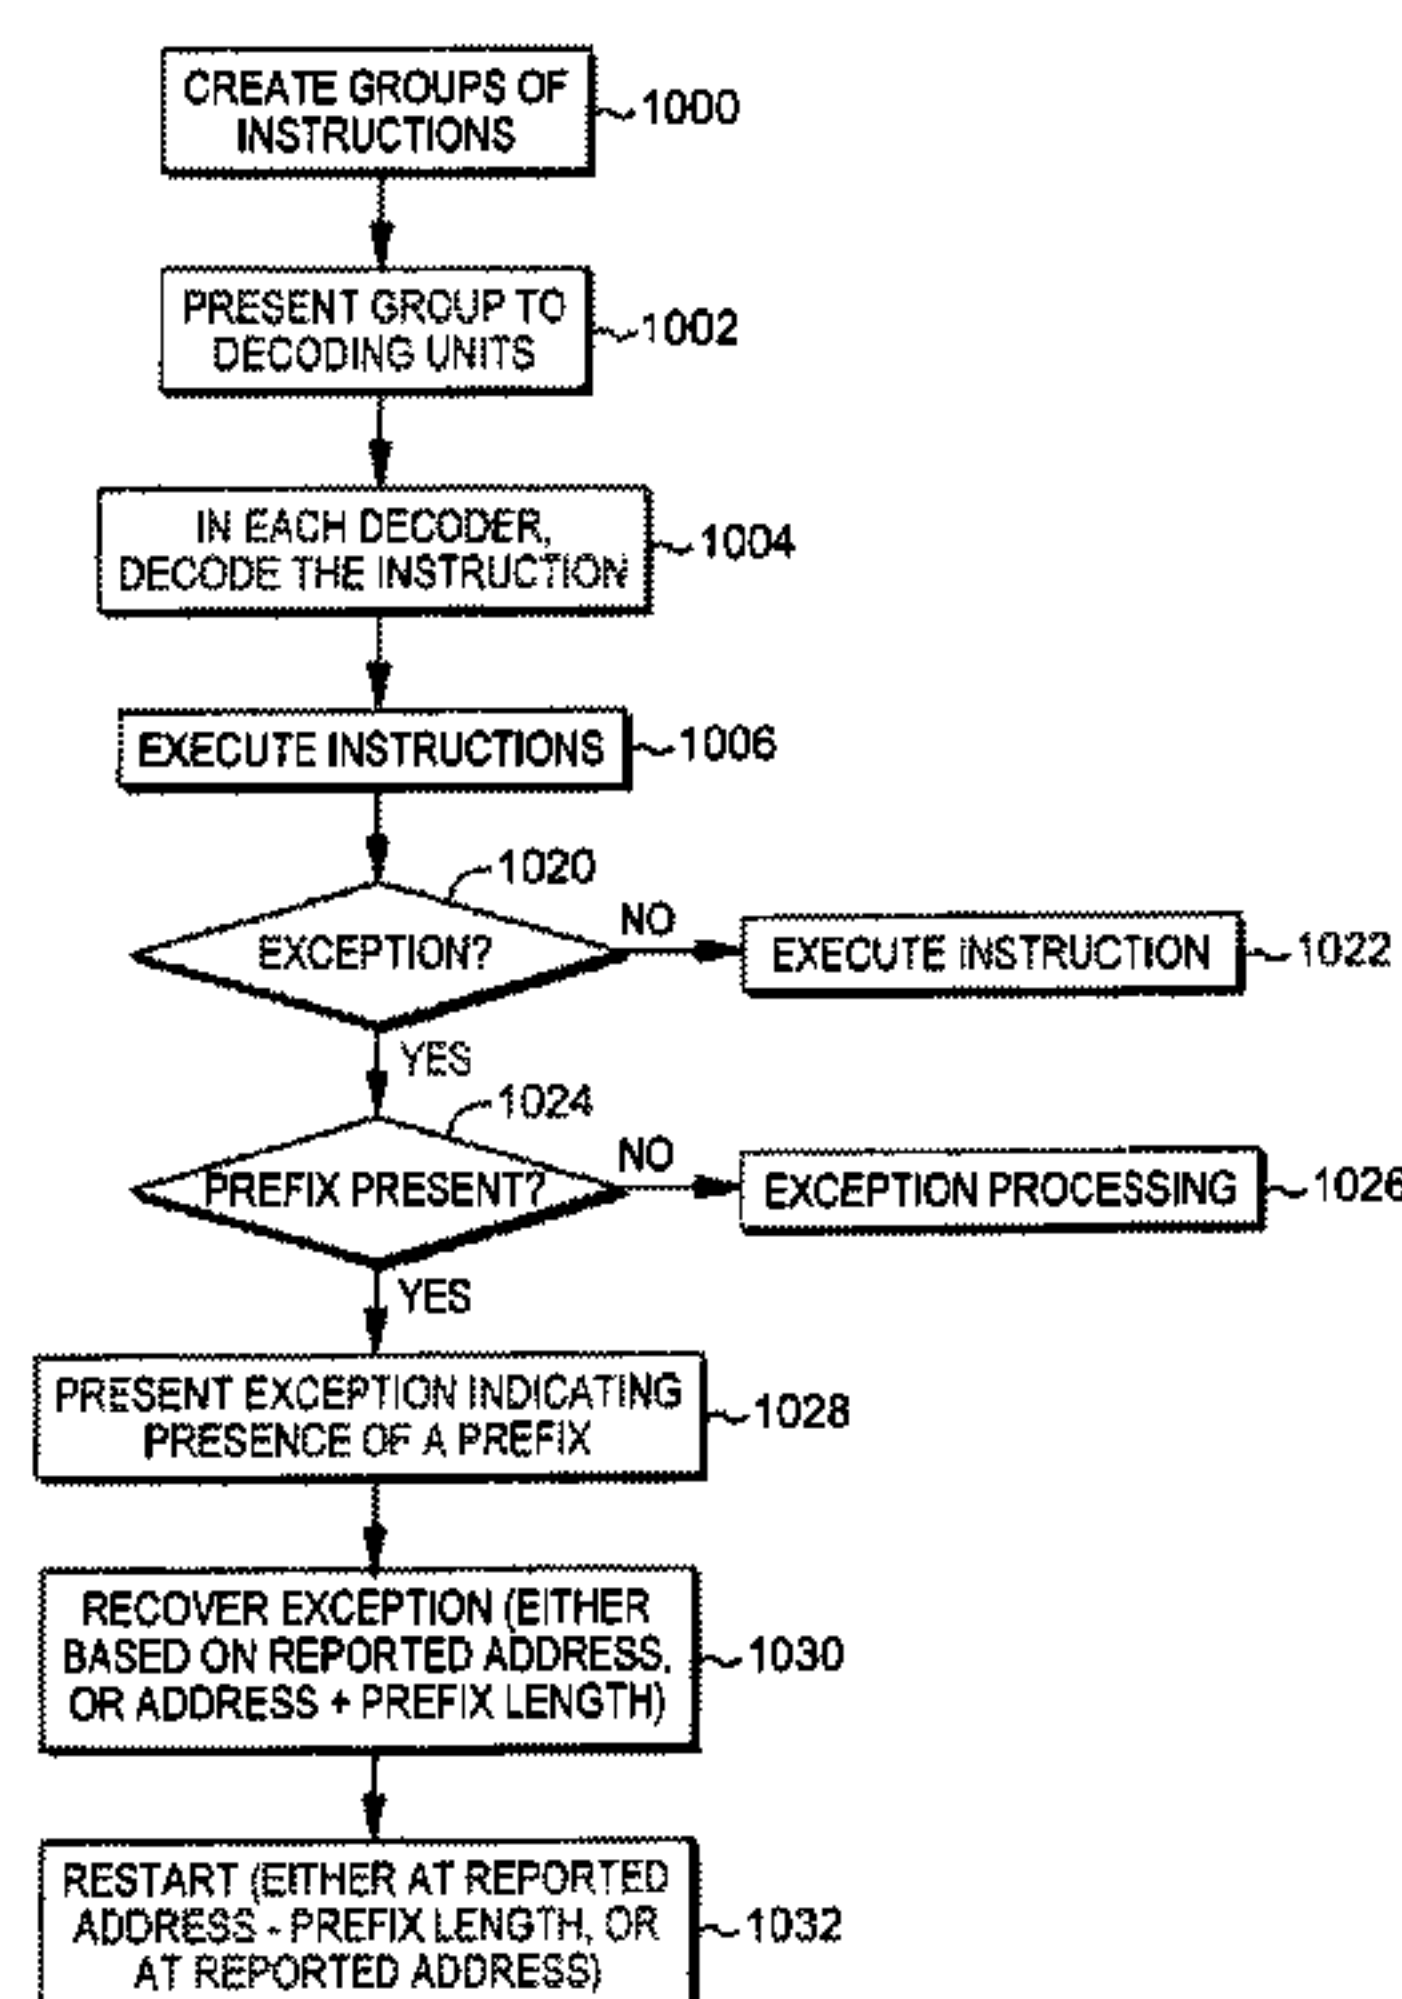 CREATE GROUPS OF
INSTRUCTIONS
1000
PRESENT GROUP TO
DECODING UNITS
1002
IN EACH DECODER,
DECODE THE INSTRUCTION
1004
EXECUTE INSTRUCTIONS
1006
1020
EXCEPTION?
NO
EXECUTE INSTRUCTION
1022
YES
1024
PREFIX PRESENT?
NO
EXCEPTION PROCESSING
1026
YES
PRESENT EXCEPTION INDICATING
PRESENCE OF A PREFIX
1028
RECOVER EXCEPTION (EITHER
BASED ON REPORTED ADDRESS,
OR ADDRESS + PREFIX LENGTH)
1030
RESTART (EITHER AT REPORTED
ADDRESS - PREFIX LENGTH, OR
AT REPORTED ADDRESS)
1032